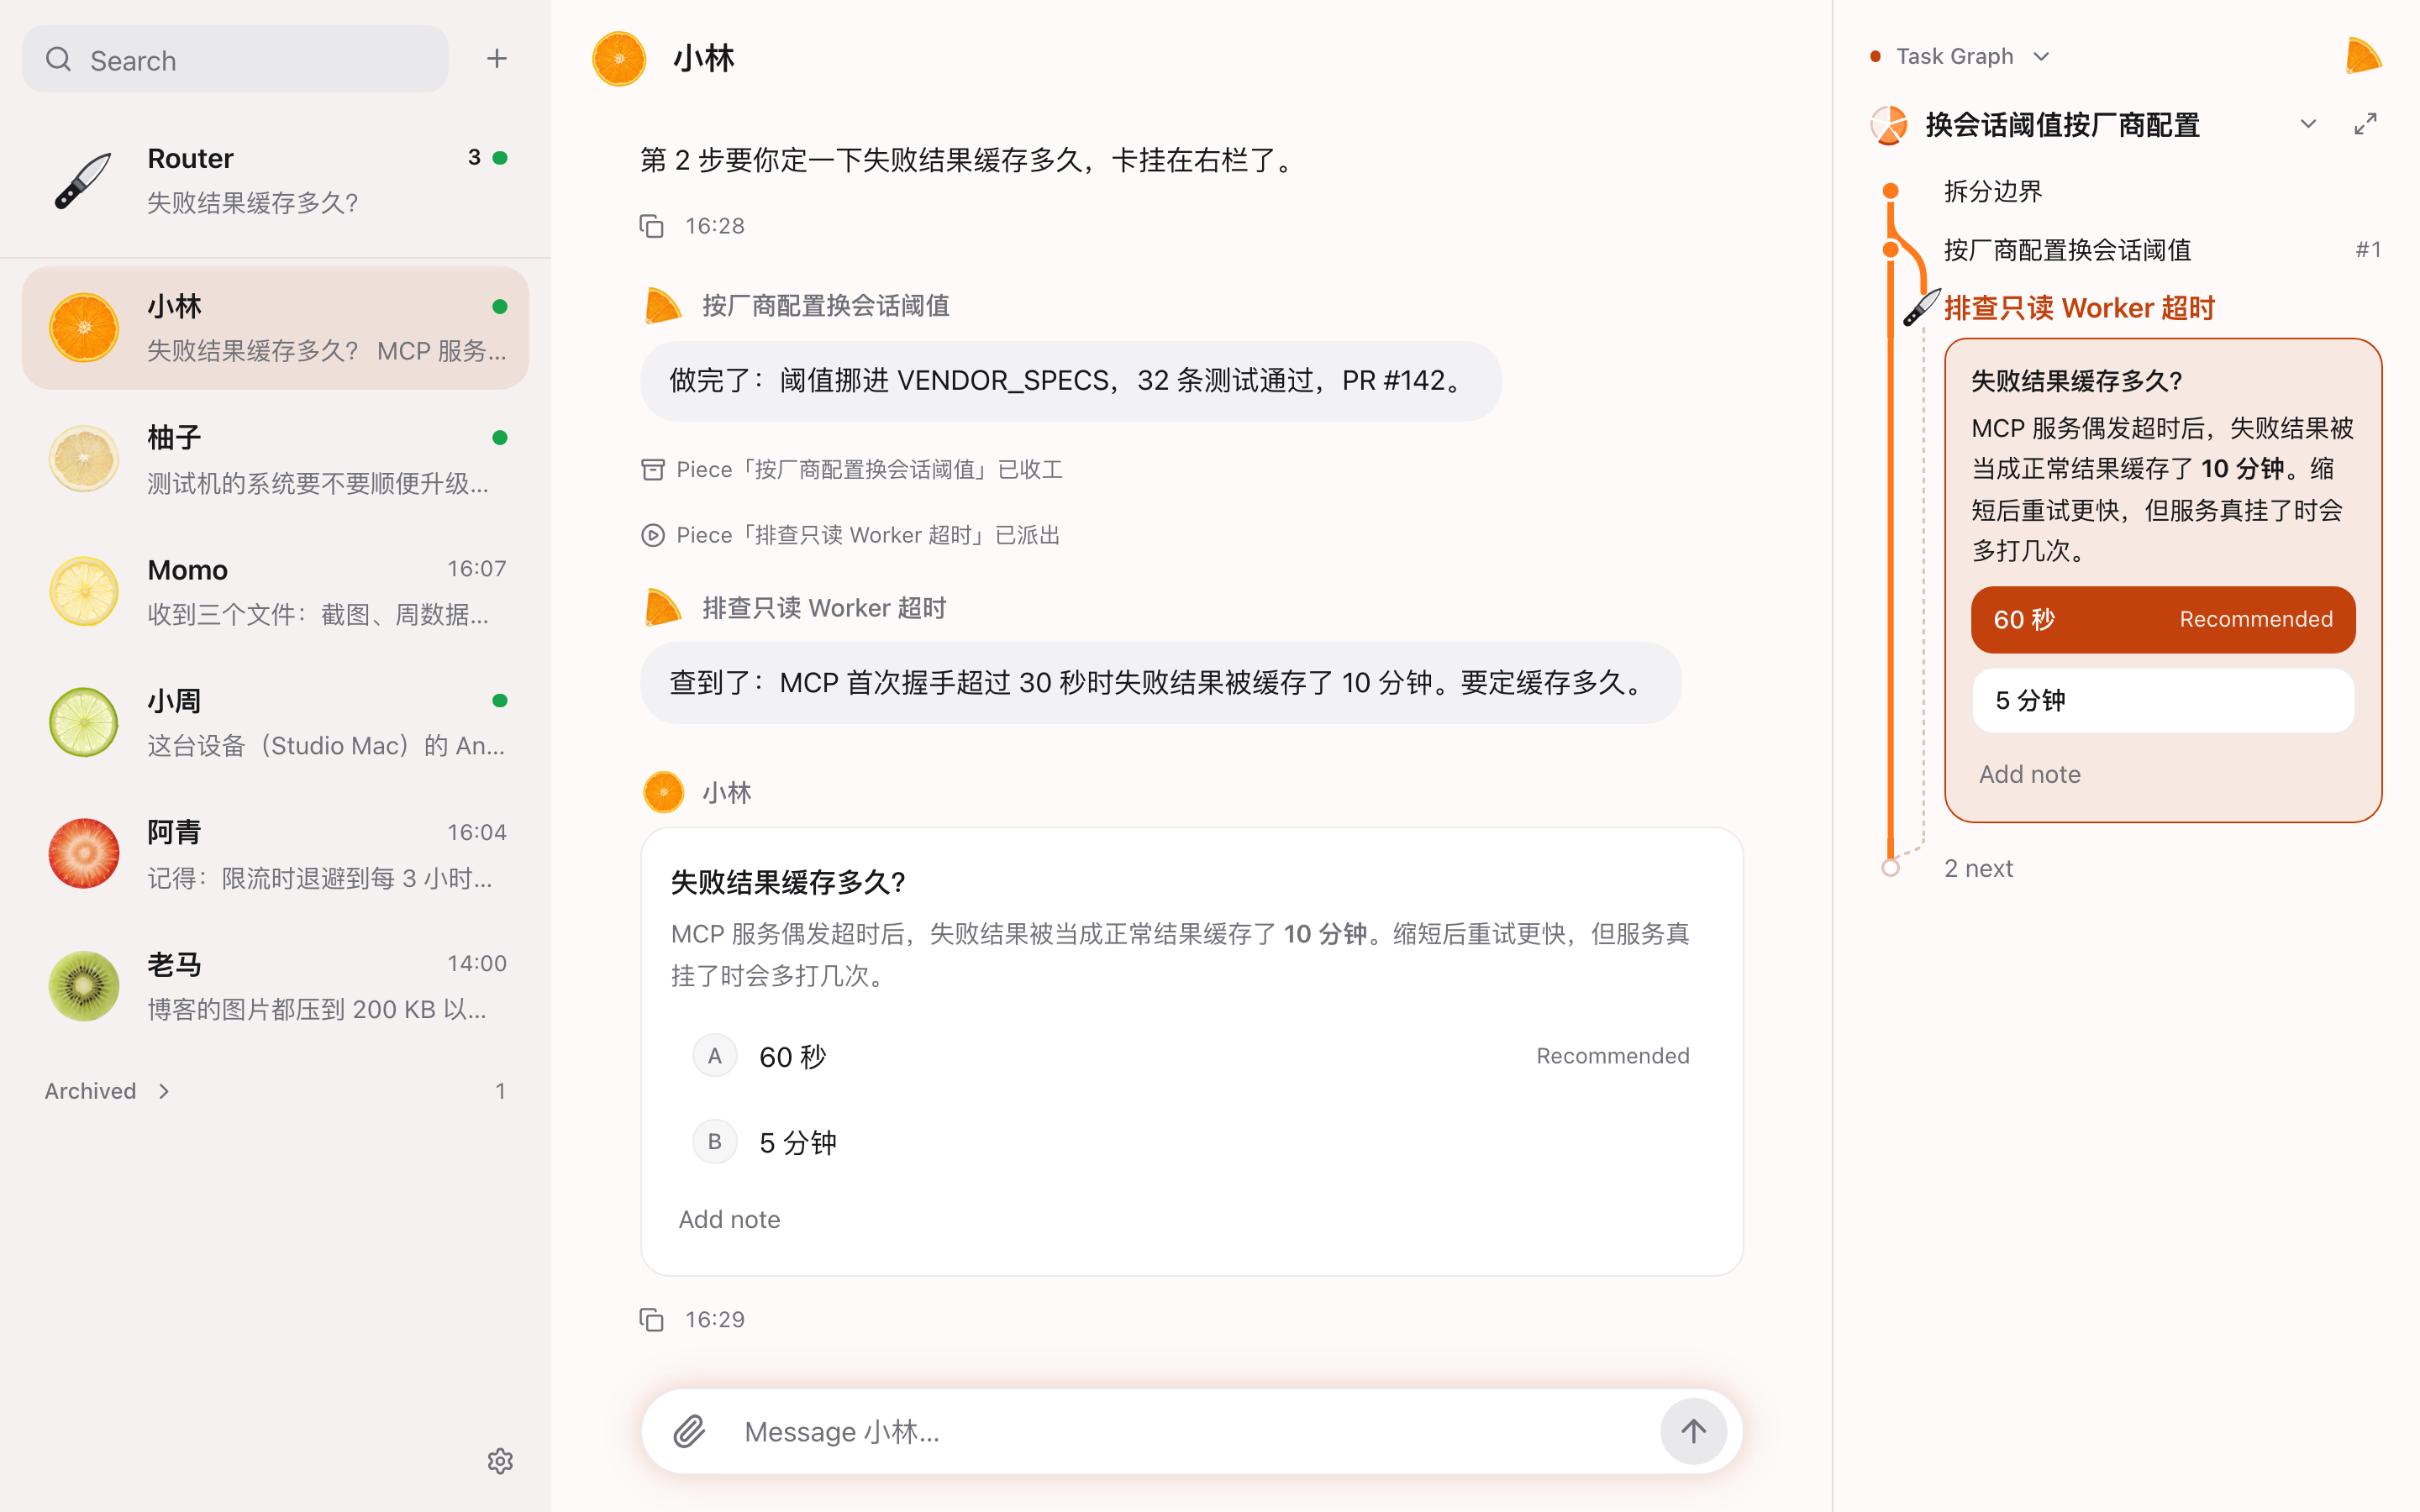 Search
Router
3
失败结果缓存多久？
小林
失败结果缓存多久？ MCP 服务...
柚子
测试机的系统要不要顺便升级...
Momo
16:07
收到三个文件：截图、周数据...
小周
这台设备（Studio Mac）的 An...
阿青
16:04
记得：限流时退避到每 3 小时...
老马
14:00
博客的图片都压到 200 KB 以...
Archived
1
小林
第 2 步要你定一下失败结果缓存多久，卡挂在右栏了。
16:28
按厂商配置换会话阈值
做完了：阈值挪进 VENDOR_SPECS，32 条测试通过，PR #142。
Piece「按厂商配置换会话阈值」已收工
Piece「排查只读 Worker 超时」已派出
排查只读 Worker 超时
查到了：MCP 首次握手超过 30 秒时失败结果被缓存了 10 分钟。要定缓存多久。
小林
失败结果缓存多久？
MCP 服务偶发超时后，失败结果被当成正常结果缓存了 10 分钟。缩短后重试更快，但服务真
挂了时会多打几次。
A
60 秒
Recommended
B
5 分钟
Add note
16:29
Message 小林...
Task Graph
换会话阈值按厂商配置
拆分边界
按厂商配置换会话阈值
#1
排查只读 Worker 超时
失败结果缓存多久？
MCP 服务偶发超时后，失败结果被
当成正常结果缓存了 10 分钟。缩
短后重试更快，但服务真挂了时会
多打几次。
60 秒
Recommended
5 分钟
Add note
2 next